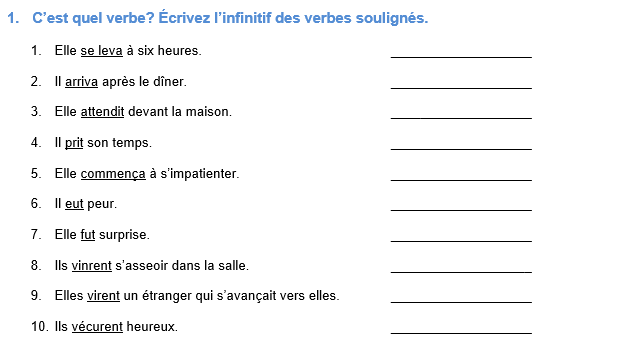 1. C’est quel verbe? Écrivez l’infinitif des verbes soulignés.
1. Elle se leva à six heures.
2. Il arriva après le dîner.
3. Elle attendit devant la maison.
4. Il prit son temps.
5. Elle commença à s’impatienter.
6. Il eut peur.
7. Elle fut surprise.
8. Ils vinrent s’asseoir dans la salle.
9. Elles virent un étranger qui s’avançait vers elles.
10. Ils vécurent heureux.